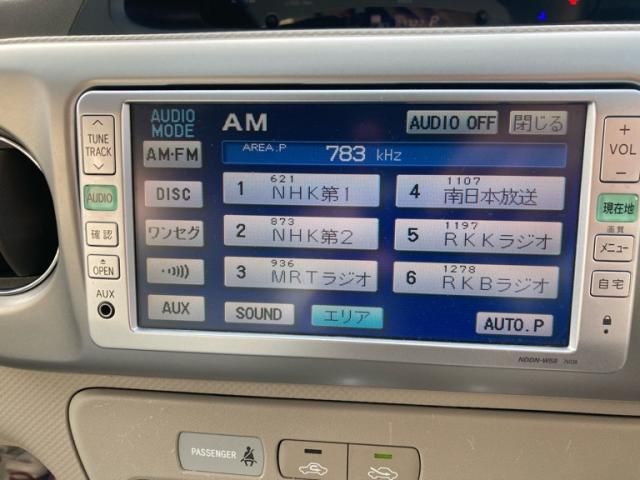 AUDIO MODE
AM
AUDIO OFF
閉じる
TUNE
TRACK
AUDIO
確認
OPEN
AUX
AM·FM
DISC
ワンセグ
AUX
AREA.P
783 kHz
1 621 NHK第1
4 1107 南日本放送
2 873 NHK第2
5 1197 RKKラジオ
3 936 MRTラジオ
6 1278 RKBラジオ
SOUND
エリア
AUTO.P
+
VOL
−
現在地
画質
メニュー
自宅
NDDN-W58
PASSENGER